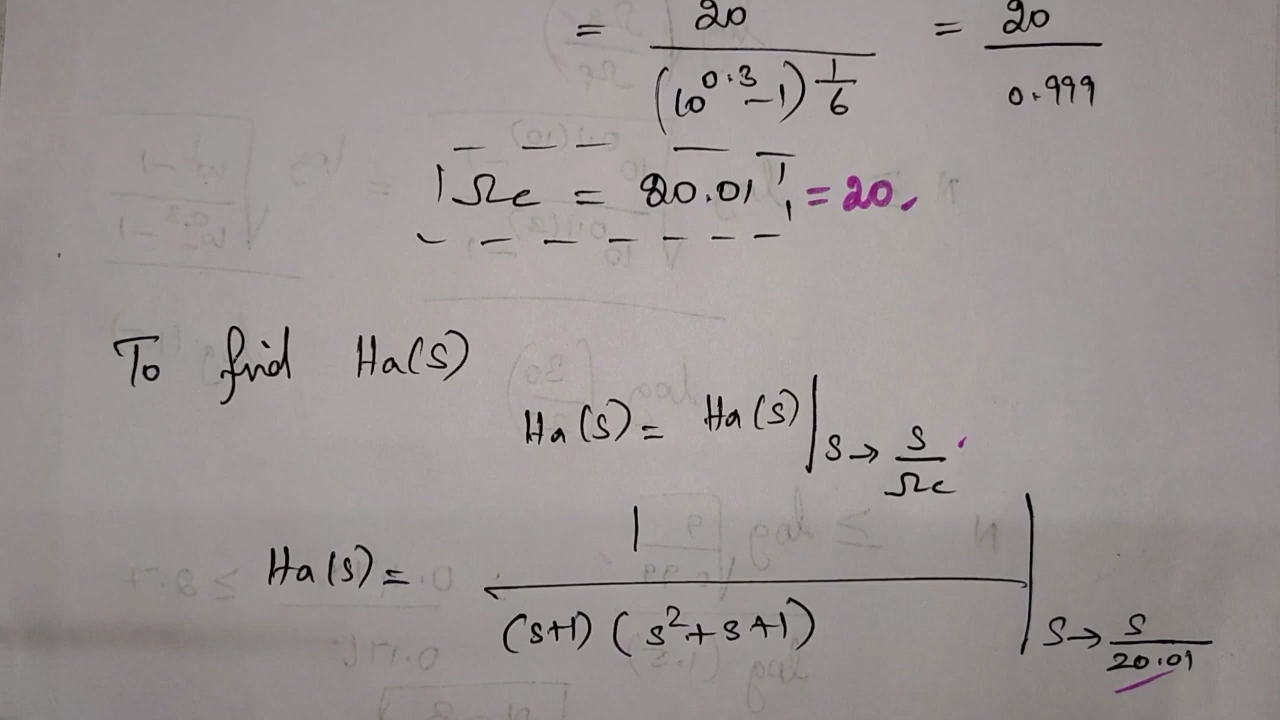 = 20 / (10^0.3 - 1)^1/6 = 20 / 0.999
Ωc = 20.01 = 20.
To find Ha(S)
Ha(S) = Ha(S) | S → S / Ωc
Ha(S) = 1 / (S+1) (S²+S+1) | S → S / 20.01